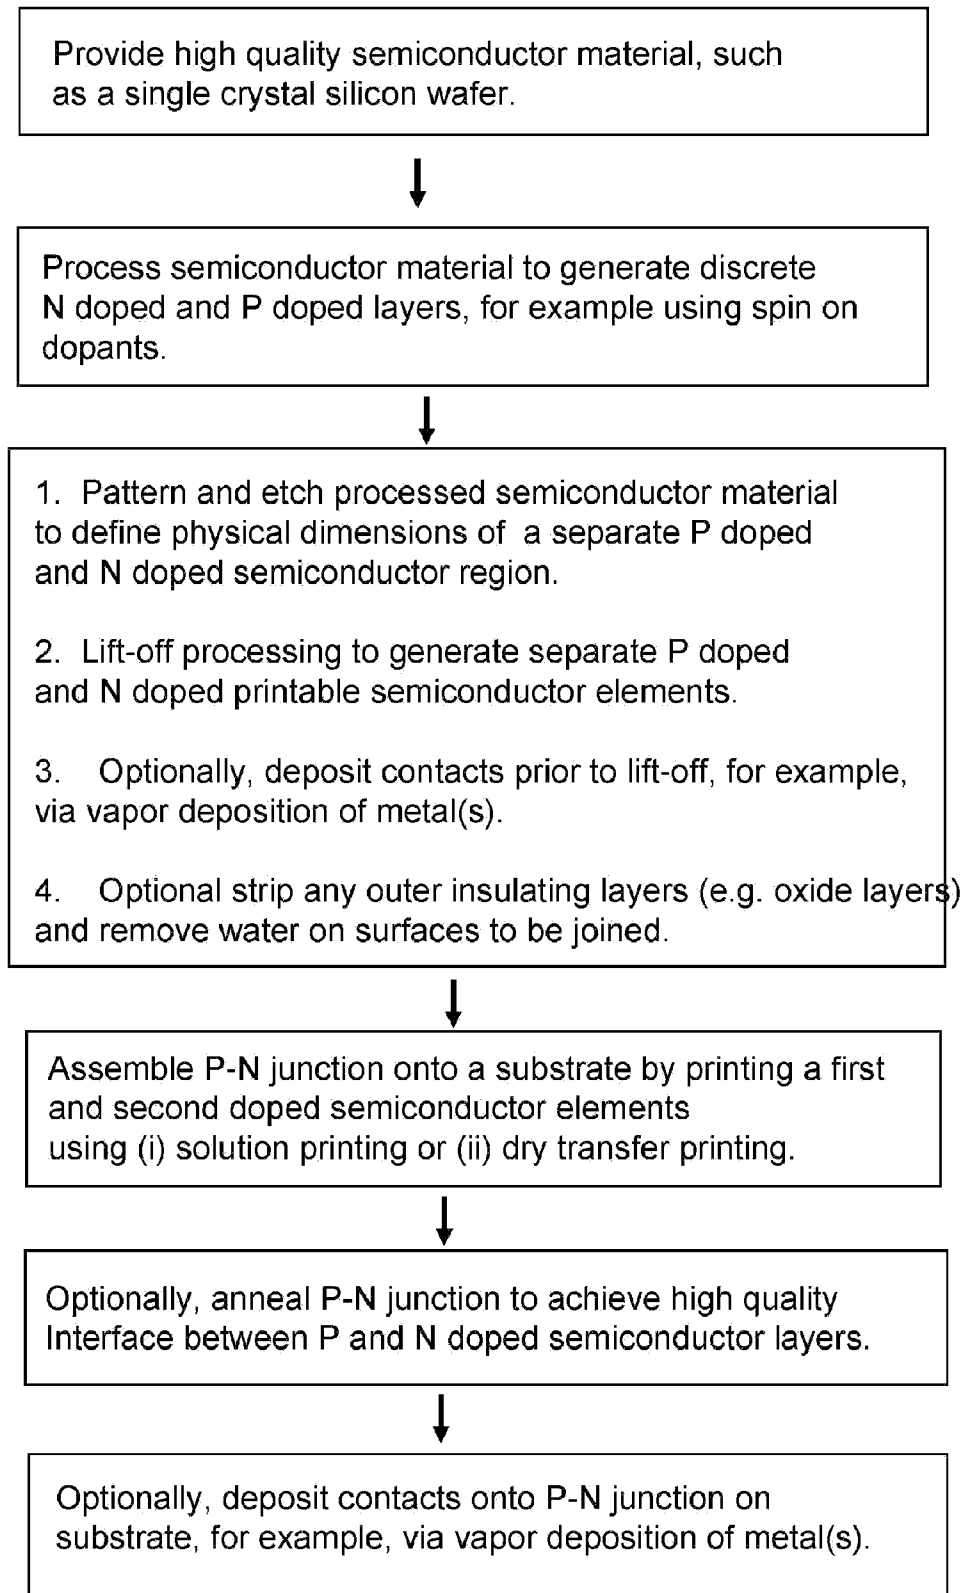 Provide high quality semiconductor material, such
as a single crystal silicon wafer.
Process semiconductor material to generate discrete
N doped and P doped layers, for example using spin on
dopants.
1. Pattern and etch processed semiconductor material
to define physical dimensions of a separate P doped
and N doped semiconductor region.
2. Lift-off processing to generate separate P doped
and N doped printable semiconductor elements.
3. Optionally, deposit contacts prior to lift-off, for example,
via vapor deposition of metal(s).
4. Optional strip any outer insulating layers (e.g. oxide layers)
and remove water on surfaces to be joined.
Assemble P-N junction onto a substrate by printing a first
and second doped semiconductor elements
using (i) solution printing or (ii) dry transfer printing.
Optionally, anneal P-N junction to achieve high quality
Interface between P and N doped semiconductor layers.
Optionally, deposit contacts onto P-N junction on
substrate, for example, via vapor deposition of metal(s).